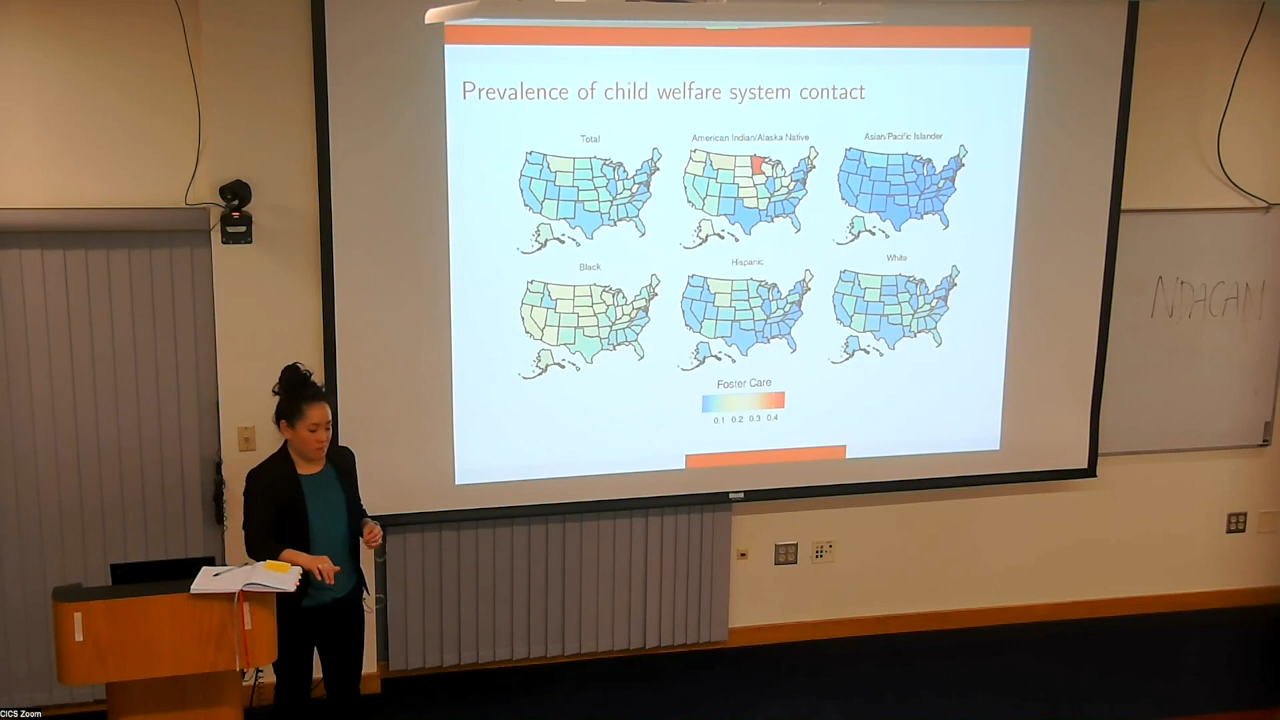 Prevalence of child welfare system contact
Total
American Indian/Alaska Native
Asian/Pacific Islander
Black
Hispanic
White
Foster Care
0.1 0.2 0.3 0.4
NDACAN
CICS Zoom